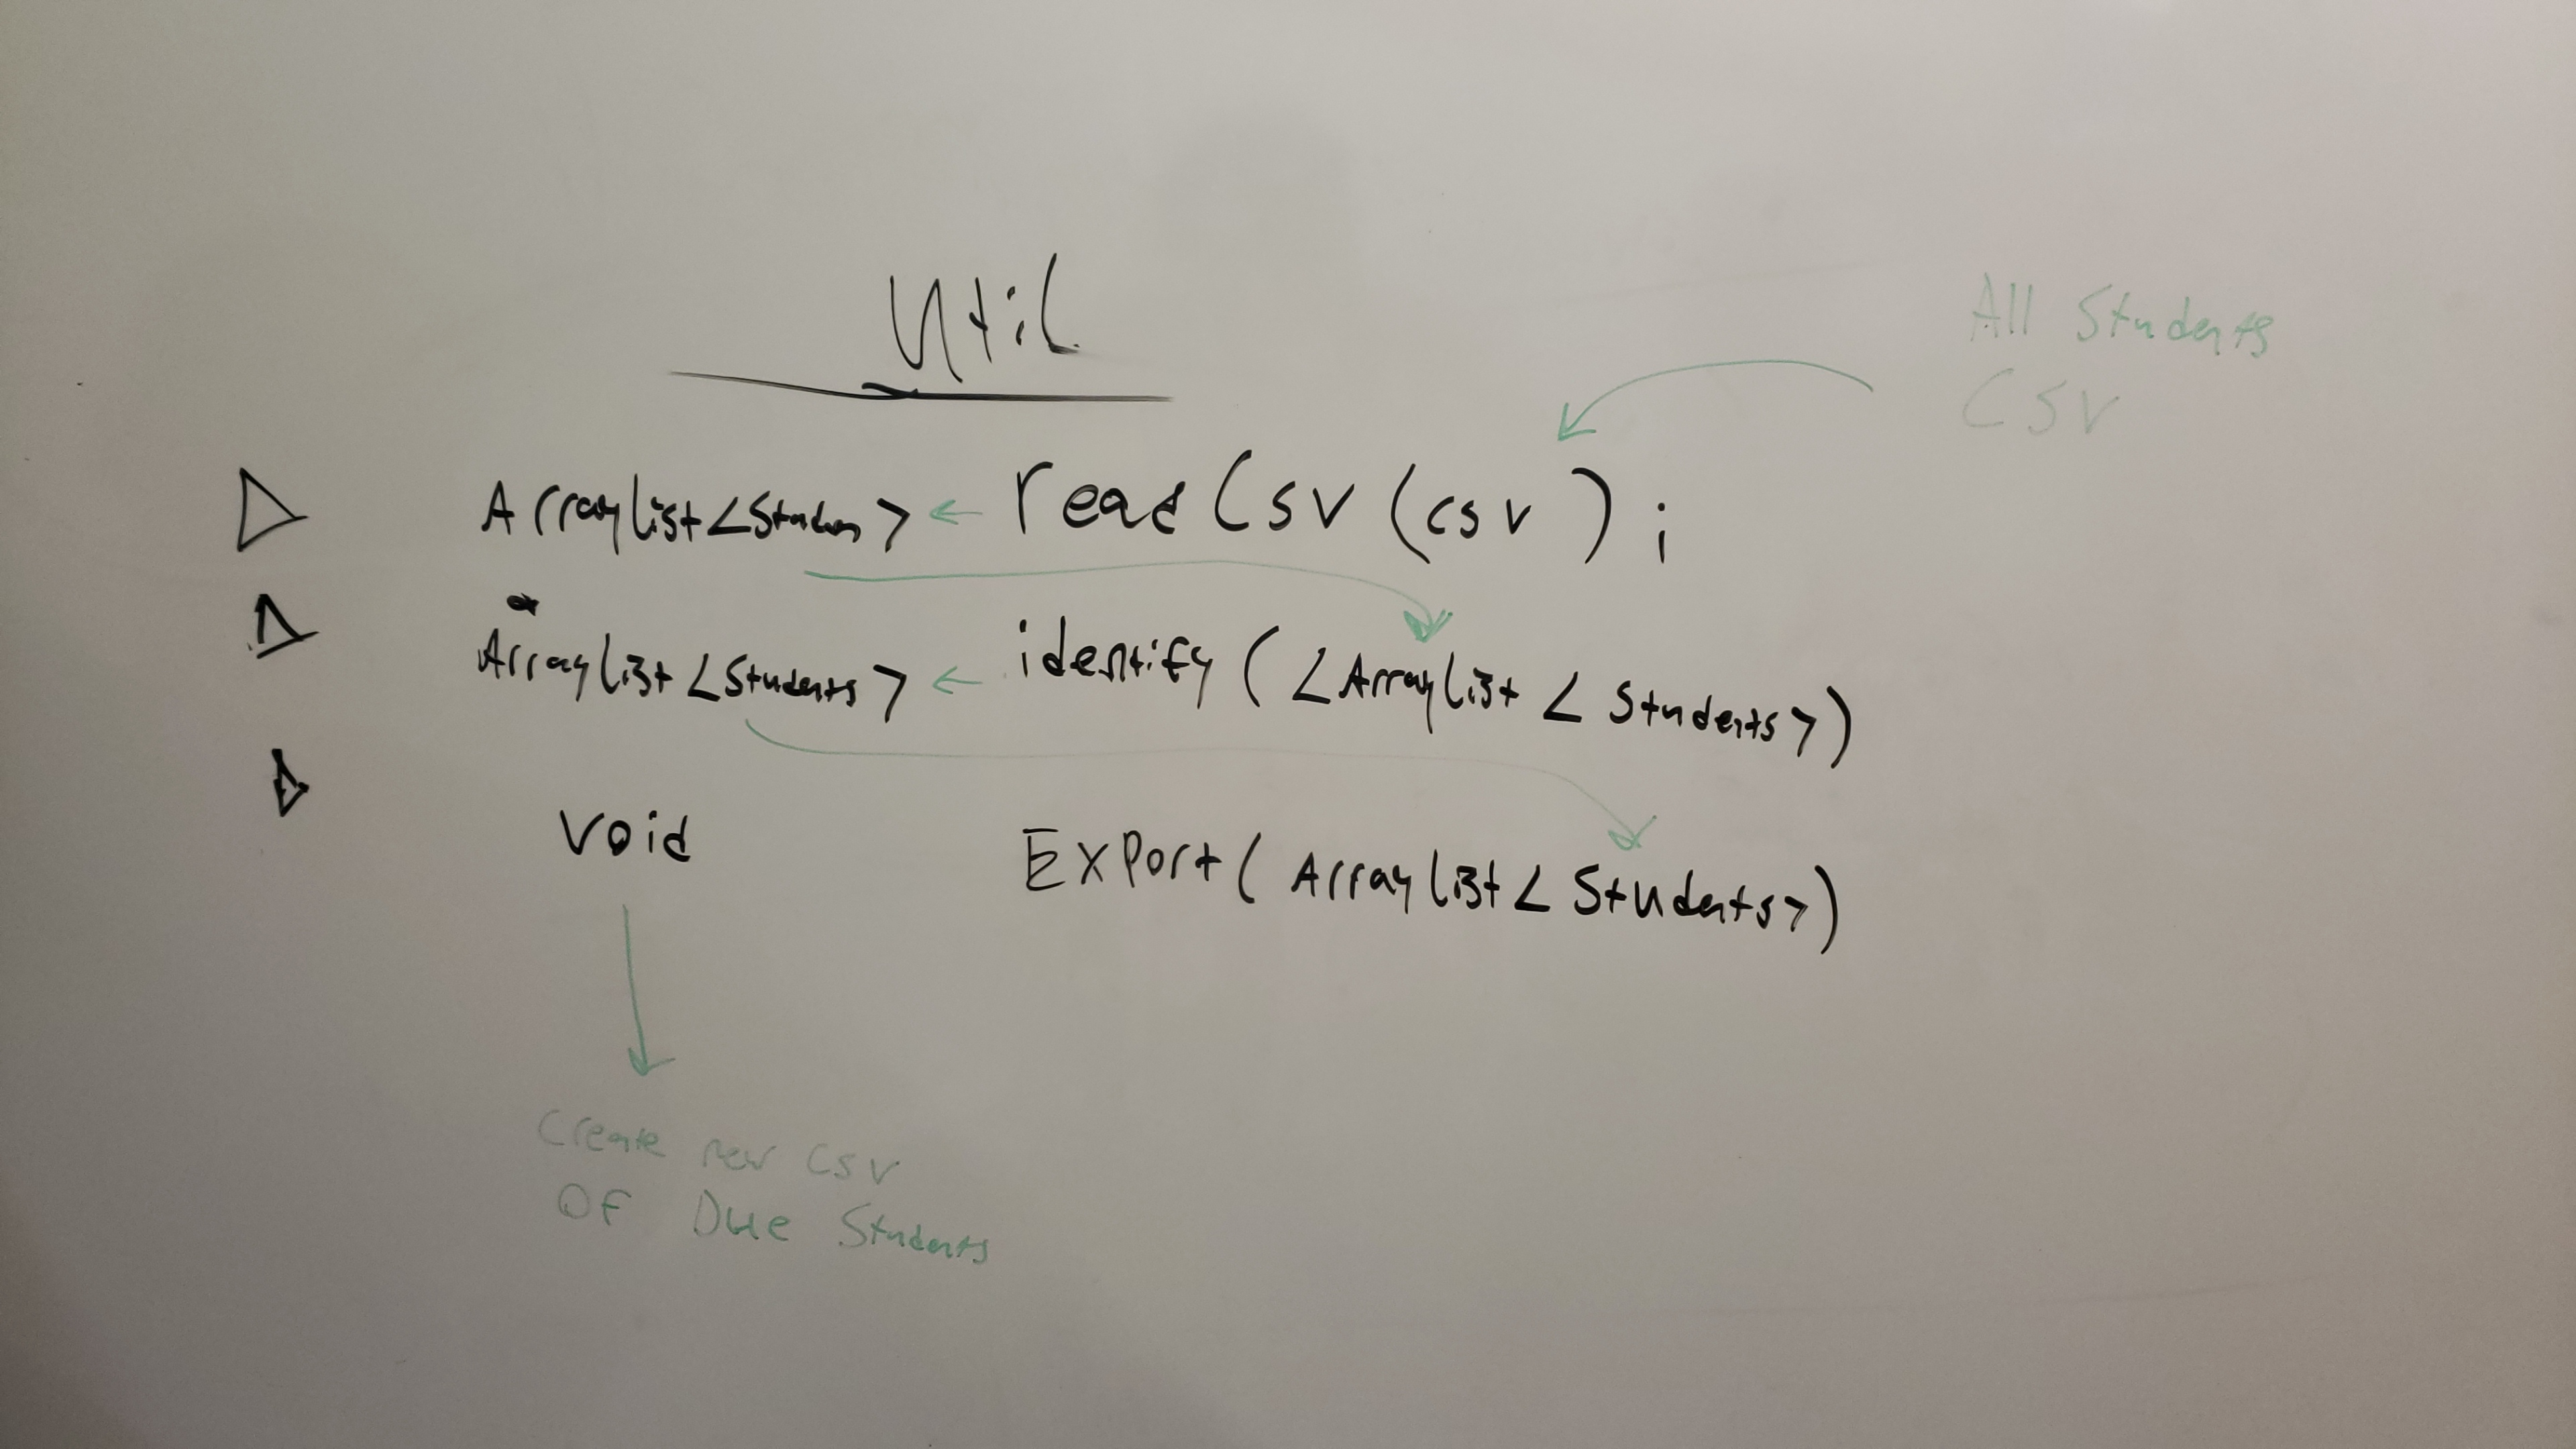 Util
All Students
CSV
ArrayList <Studen> ← readCSV (csv);
ArrayList <Students> ← identify (<ArrayList < Students>)
void Export( ArrayList < Students>)
Create new CSV
OF Due Students